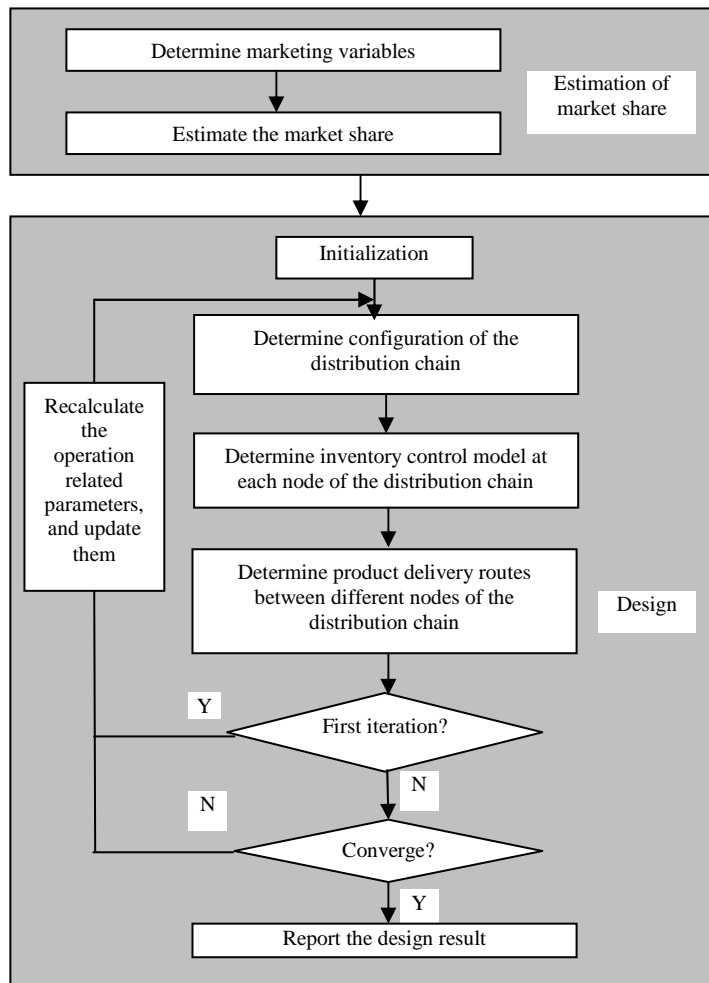 Determine marketing variables
Estimation of
market share
Estimate the market share
Initialization
Determine configuration of the
distribution chain
Recalculate
the
operation
related
parameters,
and update
them
Determine inventory control model at
each node of the distribution chain
Determine product delivery routes
between different nodes of the
distribution chain
Design
Y
First iteration?
N
N
Converge?
Y
Report the design result